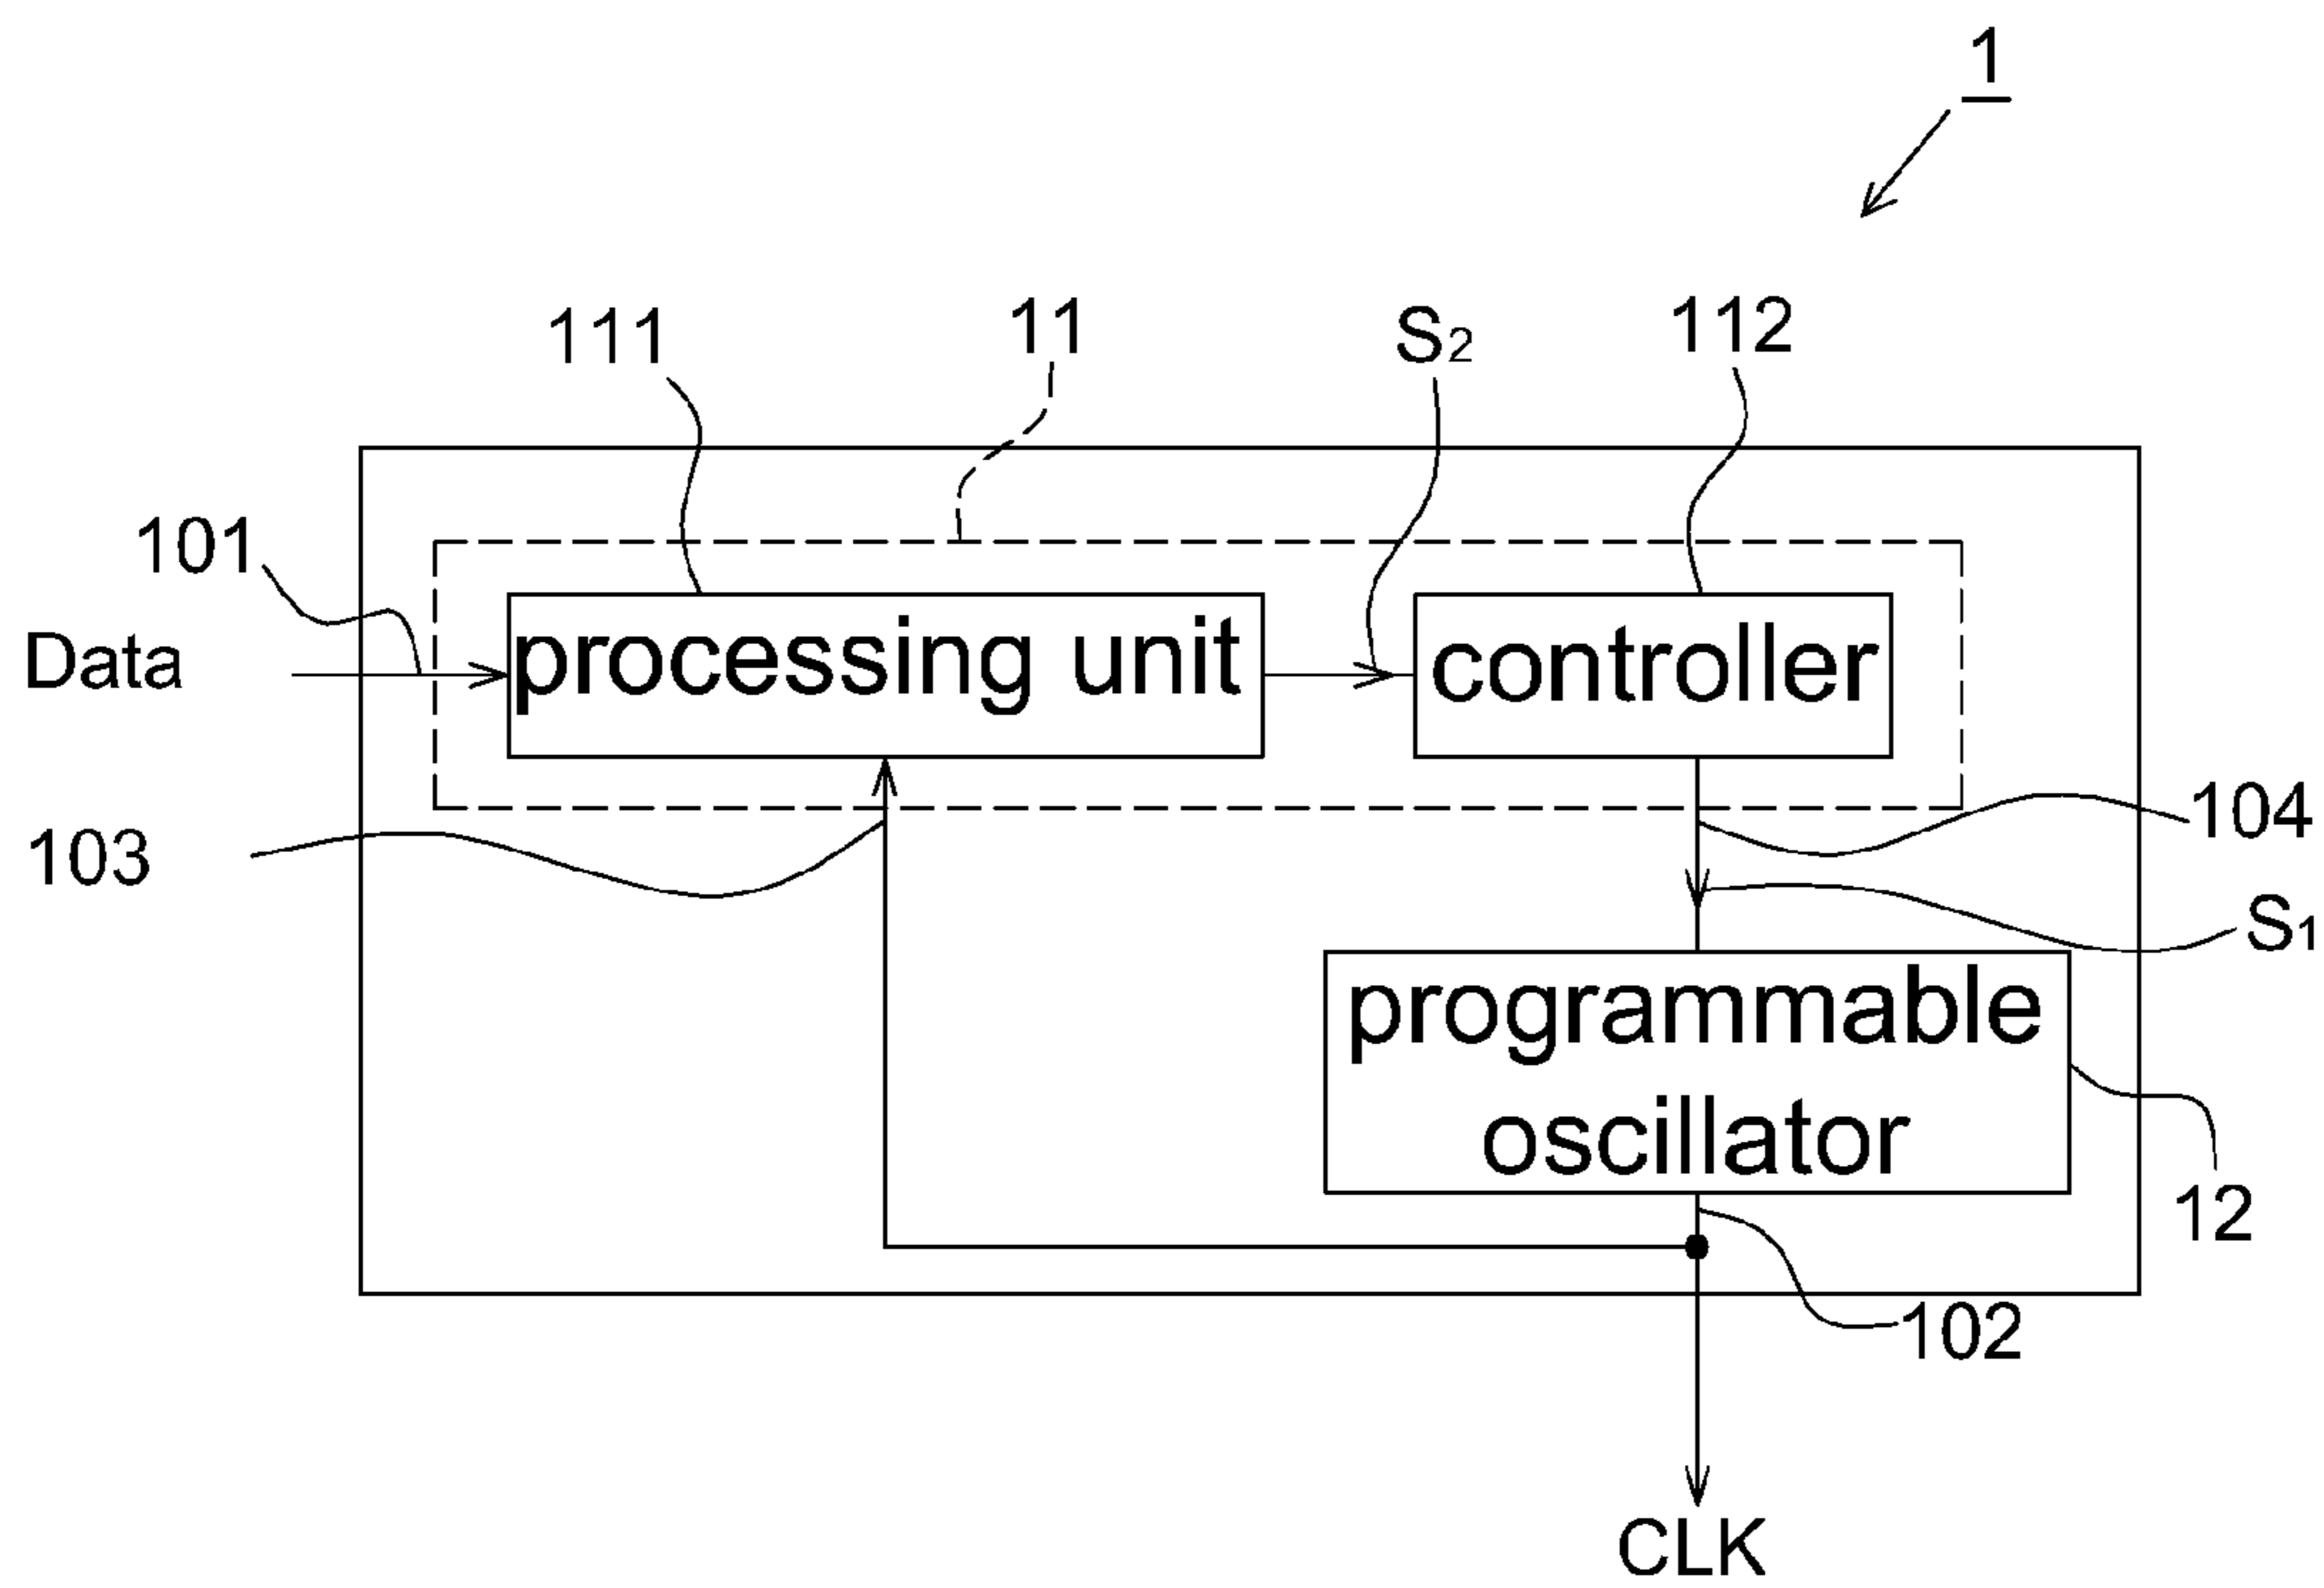 1
111
11
S2
112
101
Data
processing unit
controller
103
104
S1
programmable
oscillator
12
102
CLK